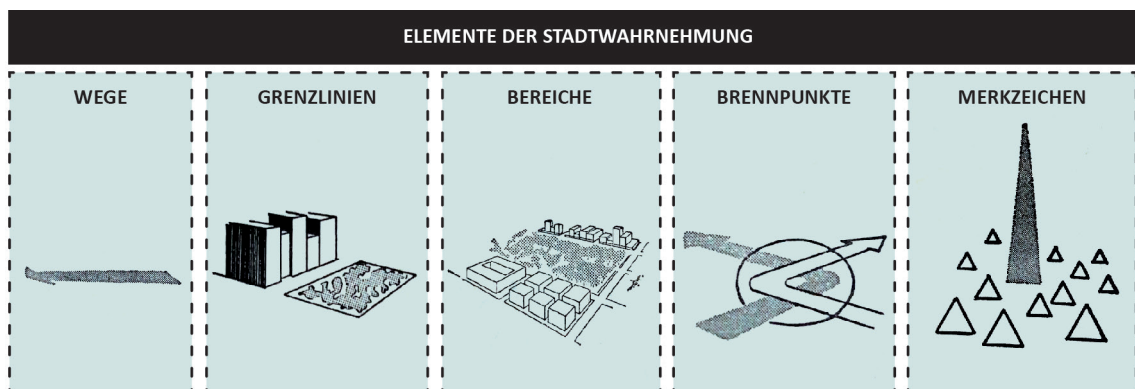 ELEMENTE DER STADTWAHRNEHMUNG
WEGE
GRENZLINIEN
BEREICHE
BRENNPUNKTE
MERKZEICHEN